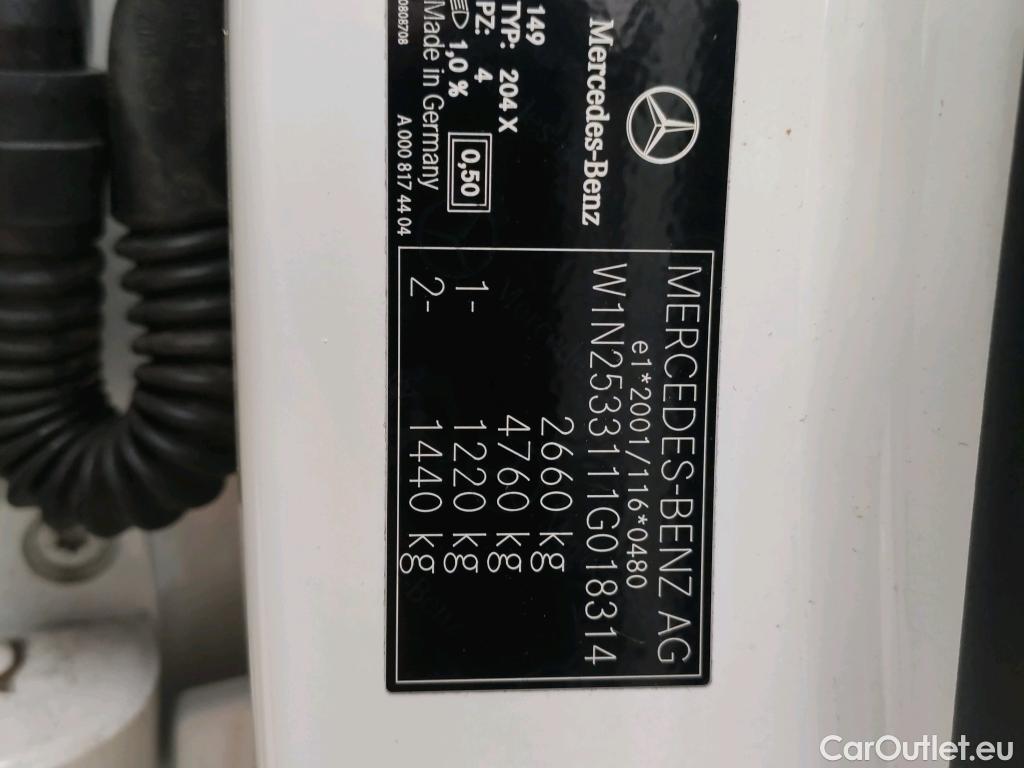 Mercedes-Benz
149
TYP: 204 X
PZ: 4
1,0 %
0,50
Made in Germany
0808708
A 000 817 44 04
MERCEDES-BENZ AG
e1*2001/116*0480
W1N2533111G018314
2660 kg
4760 kg
1- 1220 kg
2- 1440 kg
CarOutlet.eu